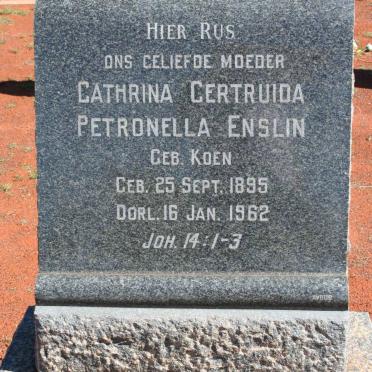 HIER RUS
ONS GELIEFDE MOEDER
CATHRINA GERTRUIDA
PETRONELLA ENSLIN
GEB. KOEN
GEB. 25 SEPT. 1895
OORL. 16 JAN. 1962
JOH. 14:1-3